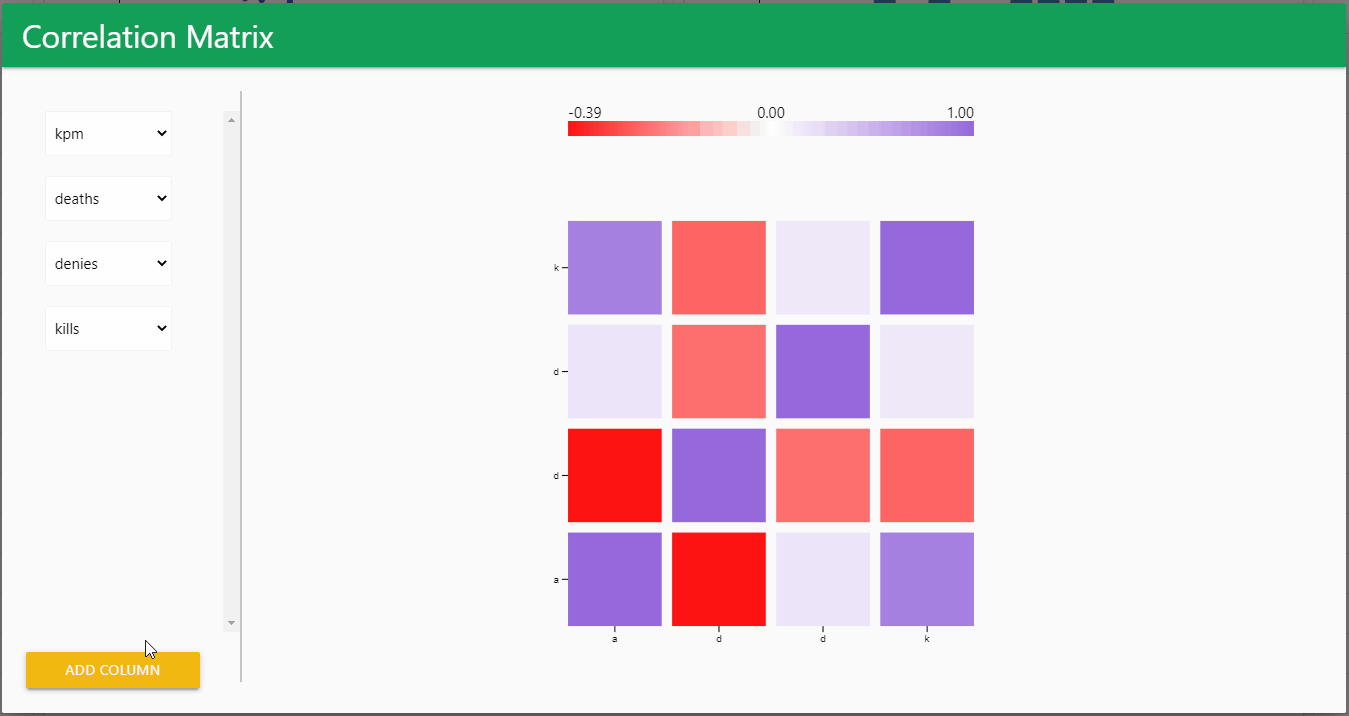 Correlation Matrix
kpm
deaths
denies
kills
ADD COLUMN
-0.39 0.00 1.00
k
d
d
a
a d d k